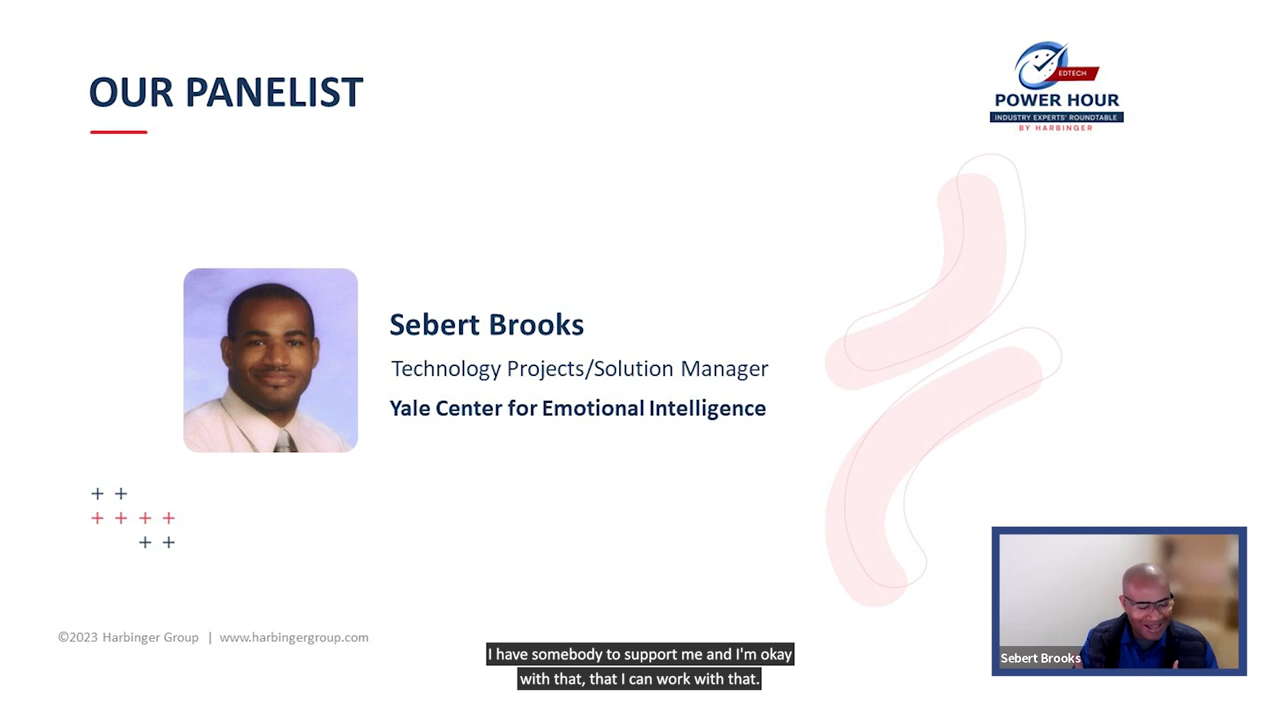 OUR PANELIST
EDTECH
POWER HOUR
INDUSTRY EXPERTS' ROUNDTABLE
BY HARBINGER
Sebert Brooks
Technology Projects/Solution Manager
Yale Center for Emotional Intelligence
Sebert Brooks
©2023 Harbinger Group | www.harbingergroup.com
I have somebody to support me and I'm okay
with that, that I can work with that.